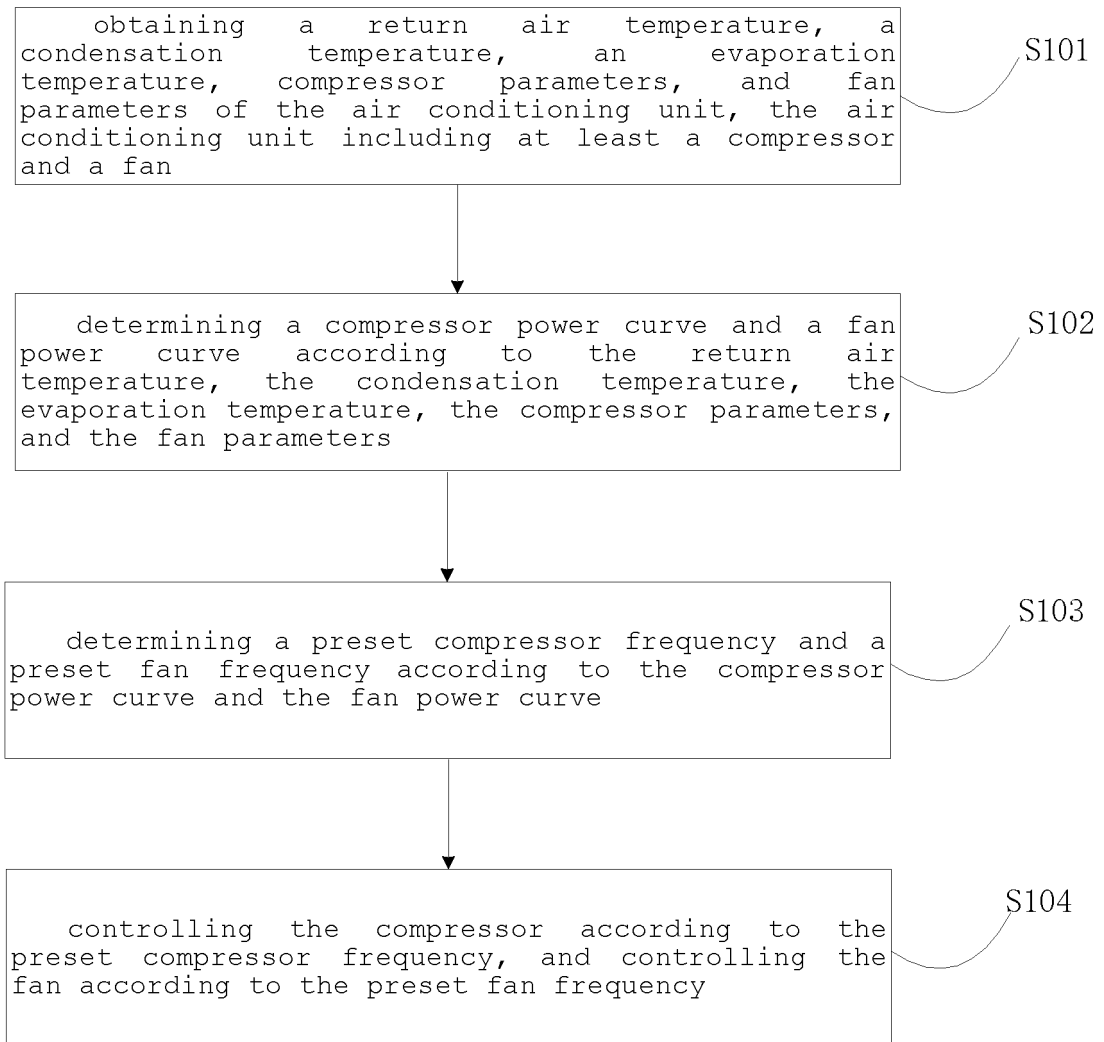 obtaining a return air temperature, a
condensation temperature, an evaporation
temperature, compressor parameters, and fan
parameters of the air conditioning unit, the air
conditioning unit including at least a compressor
and a fan
S101
determining a compressor power curve and a fan
power curve according to the return air
temperature, the condensation temperature, the
evaporation temperature, the compressor parameters,
and the fan parameters
S102
determining a preset compressor frequency and a
preset fan frequency according to the compressor
power curve and the fan power curve
S103
controlling the compressor according to the
preset compressor frequency, and controlling the
fan according to the preset fan frequency
S104